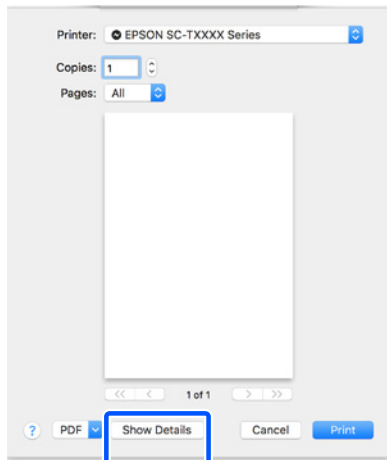 Printer: EPSON SC-TXXXX Series
Copies: 1
Pages: All
<< < 1 of 1 > >>
? PDF Show Details Cancel Print